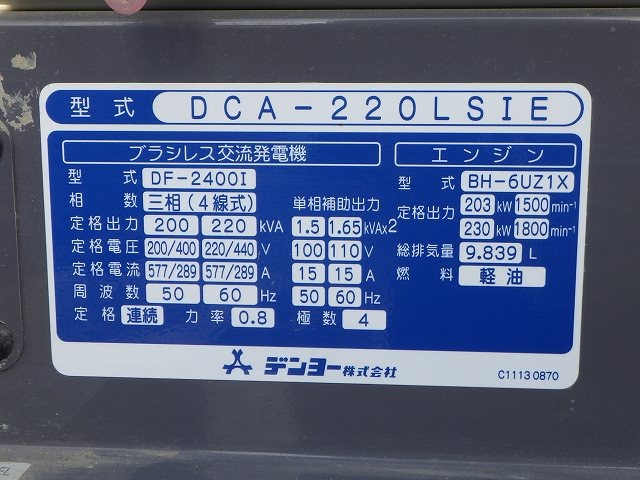 型式 DCA-220LSIE
ブラシレス交流発電機
型式 DF-2400I
相数 三相(4線式) 単相補助出力
定格出力 200 220 kVA 1.5 1.65 kVAx2
定格電圧 200/400 220/440 V 100 110 V
定格電流 577/289 577/289 A 15 15 A
周波数 50 60 Hz 50 60 Hz
定格 連続 力率 0.8 極数 4
エンジン
型式 BH-6UZ1X
定格出力 203 kW 1500 min⁻¹
230 kW 1800 min⁻¹
総排気量 9.839 L
燃料 軽油
デンヨー株式会社
C11130870